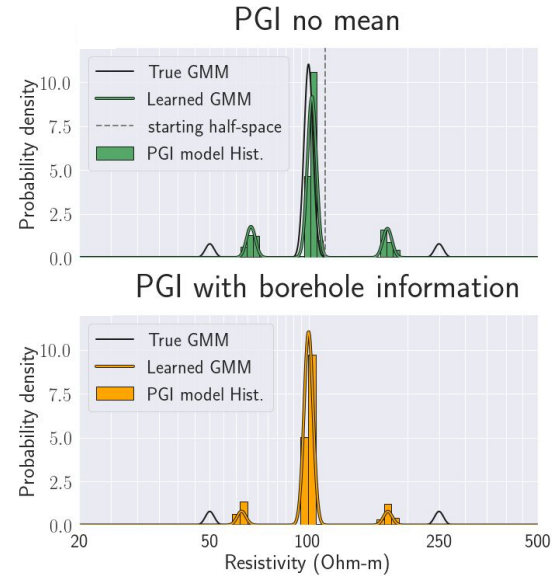 PGI no mean
Probability density
10.0
7.5
5.0
2.5
0.0
True GMM
Learned GMM
starting half-space
PGI model Hist.
PGI with borehole information
Probability density
10.0
7.5
5.0
2.5
0.0
True GMM
Learned GMM
PGI model Hist.
20 50 100 250 500
Resistivity (Ohm-m)